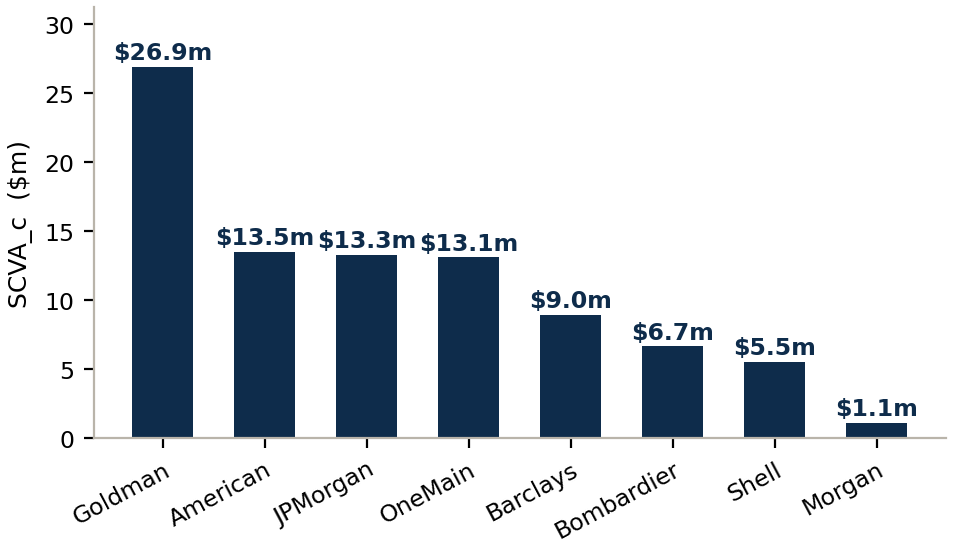 SCVA_c ($m)
30
25
20
15
10
5
0
$26.9m
$13.5m
$13.3m
$13.1m
$9.0m
$6.7m
$5.5m
$1.1m
Goldman
American
JPMorgan
OneMain
Barclays
Bombardier
Shell
Morgan